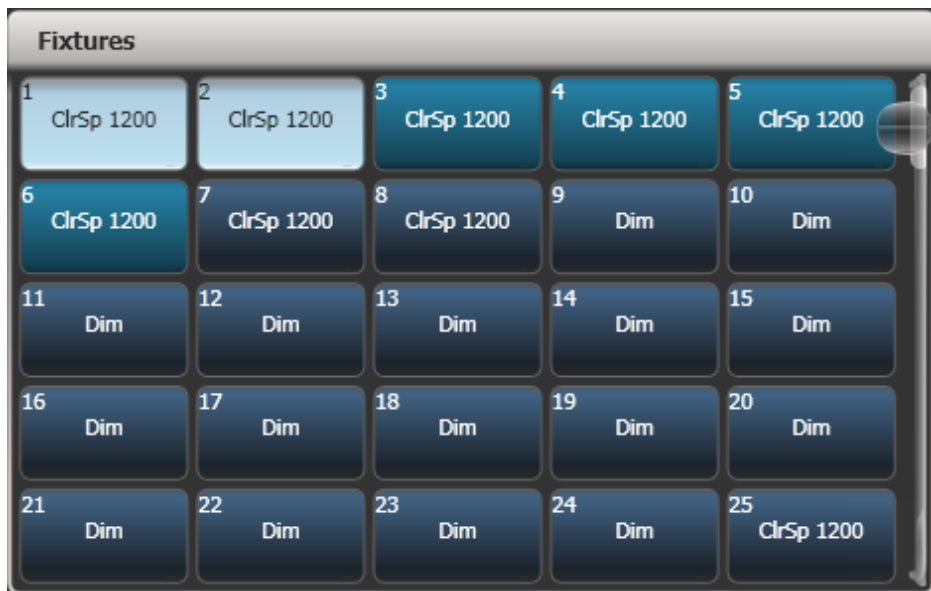 Fixtures
1 ClrSp 1200
2 ClrSp 1200
3 ClrSp 1200
4 ClrSp 1200
5 ClrSp 1200
6 ClrSp 1200
7 ClrSp 1200
8 ClrSp 1200
9 Dim
10 Dim
11 Dim
12 Dim
13 Dim
14 Dim
15 Dim
16 Dim
17 Dim
18 Dim
19 Dim
20 Dim
21 Dim
22 Dim
23 Dim
24 Dim
25 ClrSp 1200